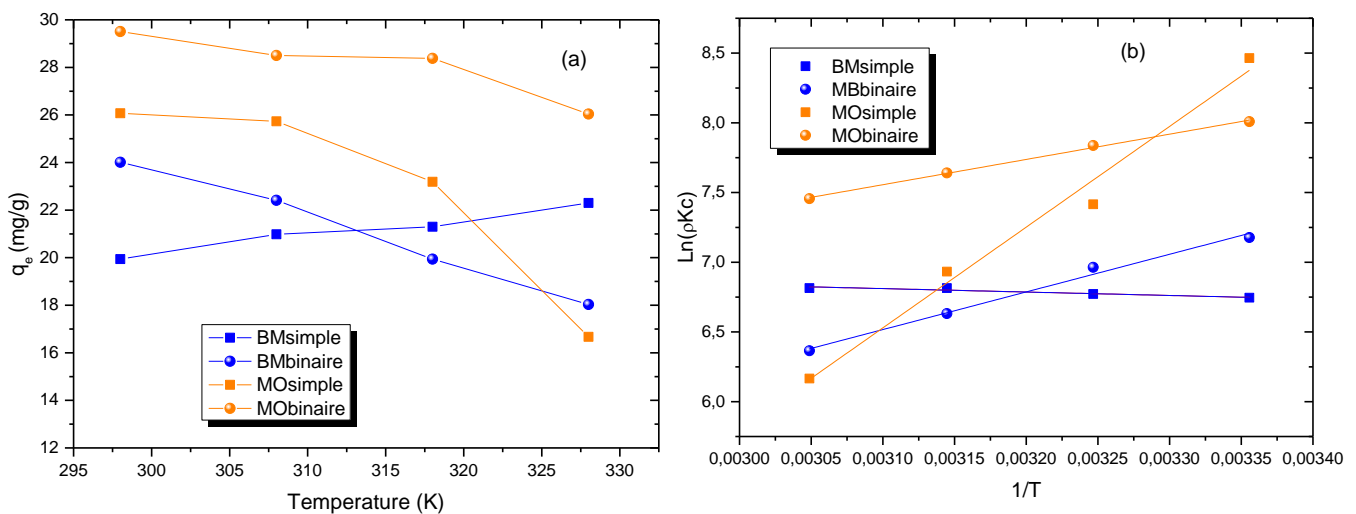 30
28
26
24
22
20
18
16
14
12
q_e (mg/g)
(a)
BMsimple
BMbinaire
MOsimple
MObinaire
295 300 305 310 315 320 325 330
Temperature (K)
8,5
8,0
7,5
7,0
6,5
6,0
Ln(ρKc)
(b)
BMsimple
MBbinaire
MOsimple
MObinaire
0,00300 0,00305 0,00310 0,00315 0,00320 0,00325 0,00330 0,00335 0,00340
1/T